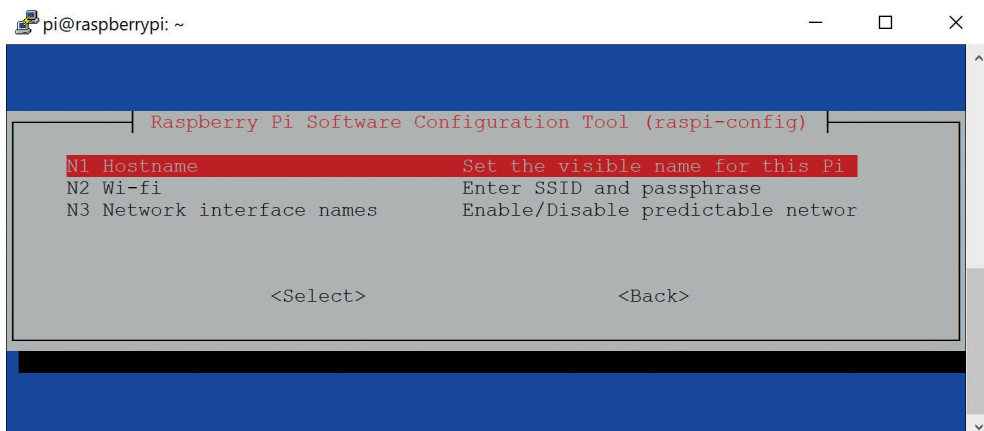 pi@raspberrypi: ~
Raspberry Pi Software Configuration Tool (raspi-config)
N1 Hostname Set the visible name for this Pi
N2 Wi-fi Enter SSID and passphrase
N3 Network interface names Enable/Disable predictable networ
<Select> <Back>